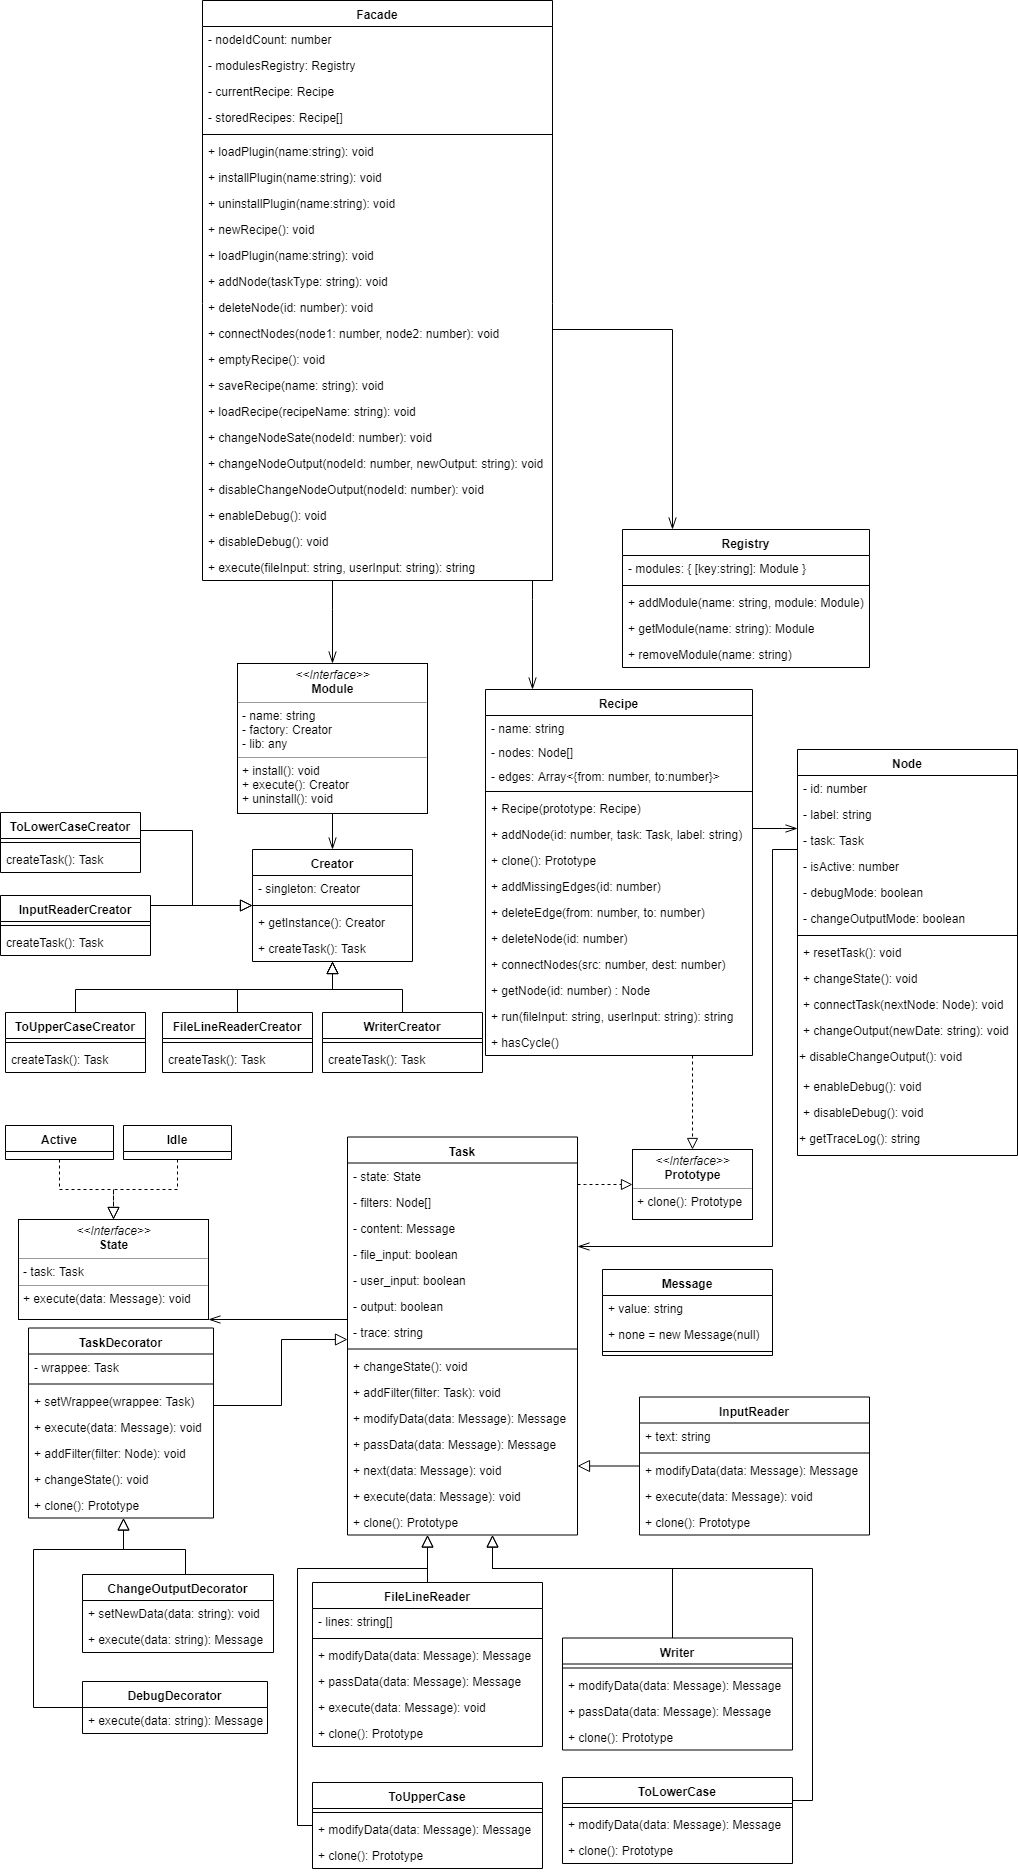 Facade
- nodeIdCount: number
- modulesRegistry: Registry
- currentRecipe: Recipe
- storedRecipes: Recipe[]
+ loadPlugin(name:string): void
+ installPlugin(name:string): void
+ uninstallPlugin(name:string): void
+ newRecipe(): void
+ loadPlugin(name:string): void
+ addNode(taskType: string): void
+ deleteNode(id: number): void
+ connectNodes(node1: number, node2: number): void
+ emptyRecipe(): void
+ saveRecipe(name: string): void
+ loadRecipe(recipeName: string): void
+ changeNodeSate(nodeId: number): void
+ changeNodeOutput(nodeId: number, newOutput: string): void
+ disableChangeNodeOutput(nodeId: number): void
+ enableDebug(): void
+ disableDebug(): void
+ execute(fileInput: string, userInput: string): string
Registry
- modules: { [key:string]: Module }
+ addModule(name: string, module: Module)
+ getModule(name: string): Module
+ removeModule(name: string)
<<Interface>>
Module
- name: string
- factory: Creator
- lib: any
+ install(): void
+ execute(): Creator
+ uninstall(): void
Recipe
- name: string
- nodes: Node[]
- edges: Array<{from: number, to:number}>
+ Recipe(prototype: Recipe)
+ addNode(id: number, task: Task, label: string)
+ clone(): Prototype
+ addMissingEdges(id: number)
+ deleteEdge(from: number, to: number)
+ deleteNode(id: number)
+ connectNodes(src: number, dest: number)
+ getNode(id: number) : Node
+ run(fileInput: string, userInput: string): string
+ hasCycle()
Node
- id: number
- label: string
- task: Task
- isActive: number
- debugMode: boolean
- changeOutputMode: boolean
+ resetTask(): void
+ changeState(): void
+ connectTask(nextNode: Node): void
+ changeOutput(newDate: string): void
+ disableChangeOutput(): void
+ enableDebug(): void
+ disableDebug(): void
+ getTraceLog(): string
ToLowerCaseCreator
createTask(): Task
InputReaderCreator
createTask(): Task
Creator
- singleton: Creator
+ getInstance(): Creator
+ createTask(): Task
ToUpperCaseCreator
createTask(): Task
FileLineReaderCreator
createTask(): Task
WriterCreator
createTask(): Task
Active
Idle
<<Interface>>
State
- task: Task
+ execute(data: Message): void
Task
- state: State
- filters: Node[]
- content: Message
- file_input: boolean
- user_input: boolean
- output: boolean
- trace: string
+ changeState(): void
+ addFilter(filter: Task): void
+ modifyData(data: Message): Message
+ passData(data: Message): Message
+ next(data: Message): void
+ execute(data: Message): void
+ clone(): Prototype
<<Interface>>
Prototype
+ clone(): Prototype
Message
+ value: string
+ none = new Message(null)
TaskDecorator
- wrappee: Task
+ setWrappee(wrappee: Task)
+ execute(data: Message): void
+ addFilter(filter: Node): void
+ changeState(): void
+ clone(): Prototype
InputReader
+ text: string
+ modifyData(data: Message): Message
+ execute(data: Message): void
+ clone(): Prototype
ChangeOutputDecorator
+ setNewData(data: string): void
+ execute(data: string): Message
DebugDecorator
+ execute(data: string): Message
FileLineReader
- lines: string[]
+ modifyData(data: Message): Message
+ passData(data: Message): Message
+ execute(data: Message): void
+ clone(): Prototype
Writer
+ modifyData(data: Message): Message
+ passData(data: Message): Message
+ clone(): Prototype
ToUpperCase
+ modifyData(data: Message): Message
+ clone(): Prototype
ToLowerCase
+ modifyData(data: Message): Message
+ clone(): Prototype